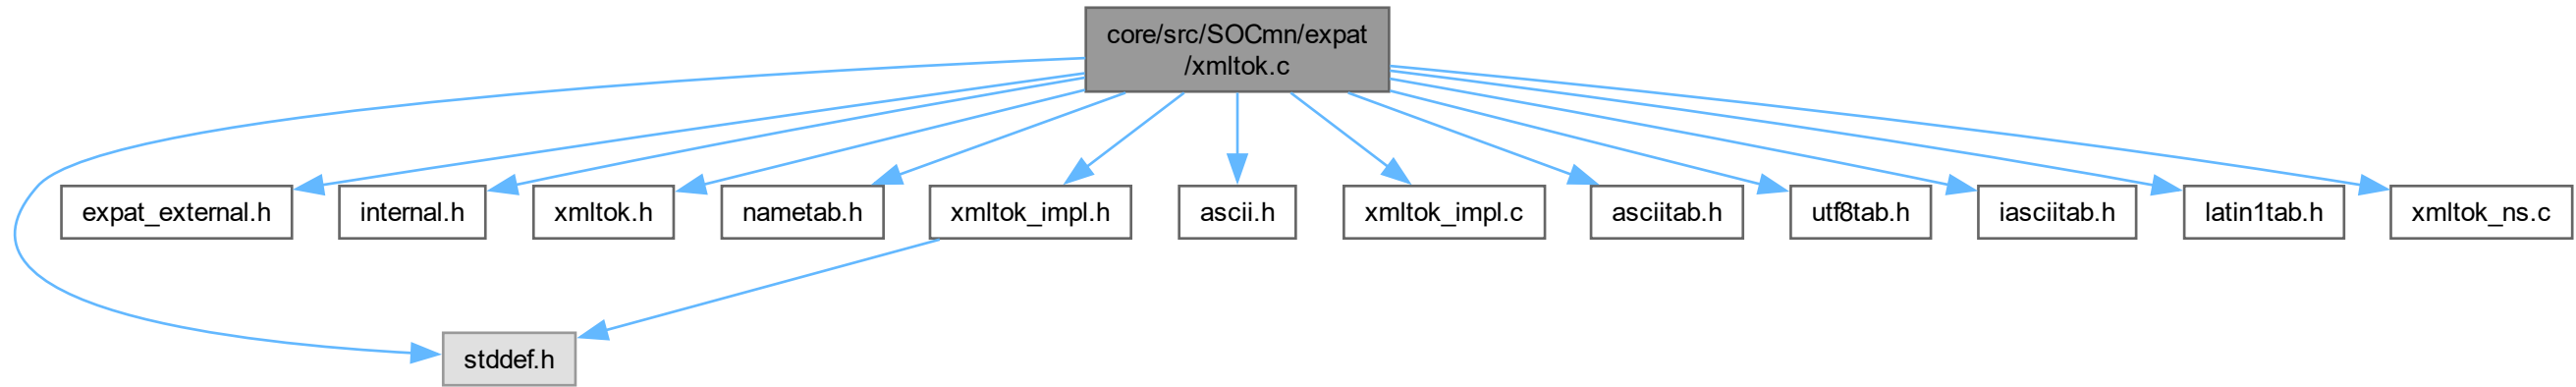 core/src/SOCmn/expat
/xmltok.c
expat_external.h
internal.h
xmltok.h
nametab.h
xmltok_impl.h
ascii.h
xmltok_impl.c
asciitab.h
utf8tab.h
iasciitab.h
latin1tab.h
xmltok_ns.c
stddef.h